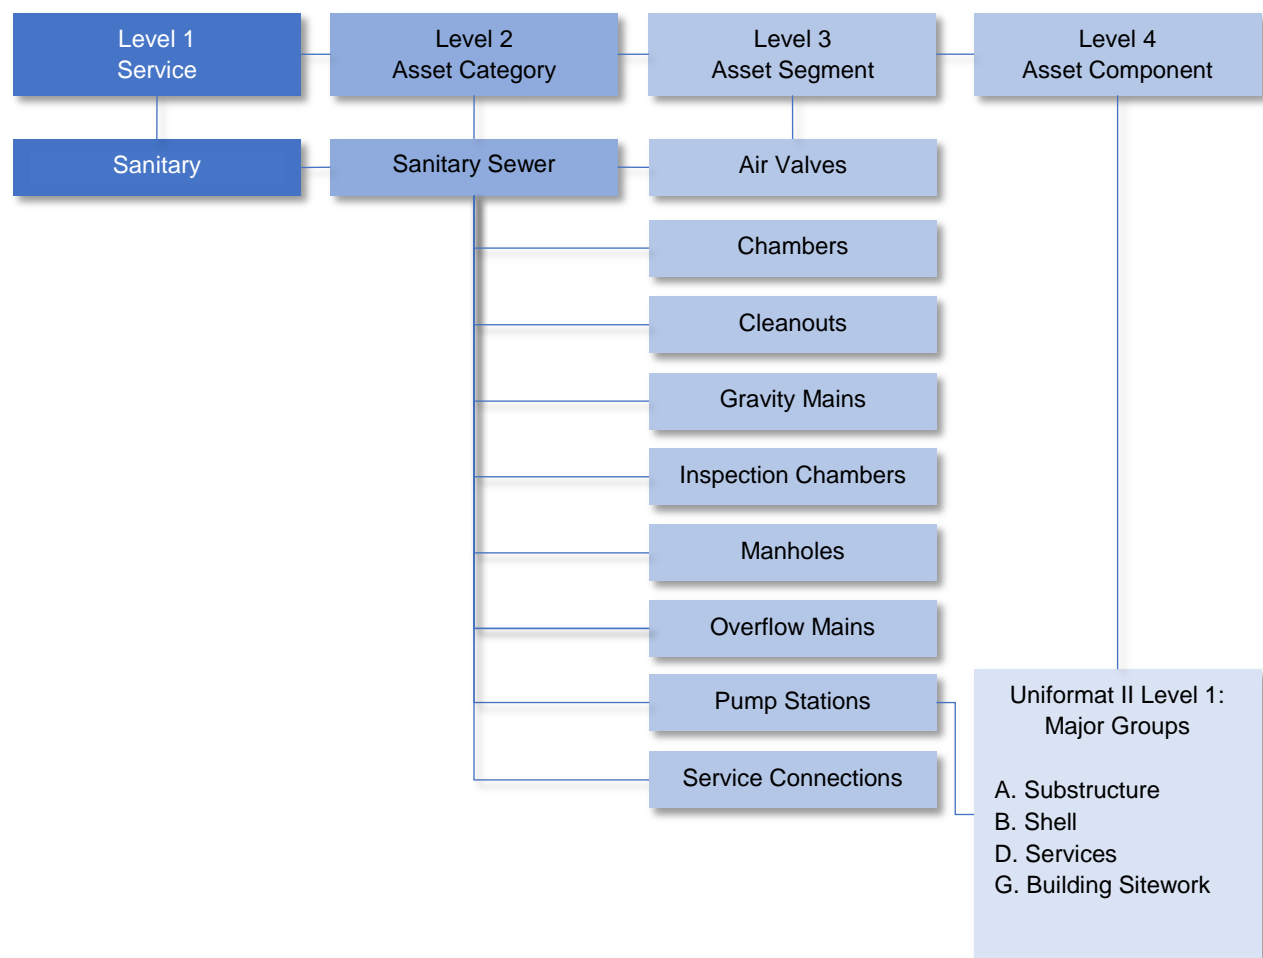 Level 1
Service
Level 2
Asset Category
Level 3
Asset Segment
Level 4
Asset Component
Sanitary
Sanitary Sewer
Air Valves
Chambers
Cleanouts
Gravity Mains
Inspection Chambers
Manholes
Overflow Mains
Pump Stations
Service Connections
Uniformat II Level 1:
Major Groups
A. Substructure
B. Shell
D. Services
G. Building Sitework